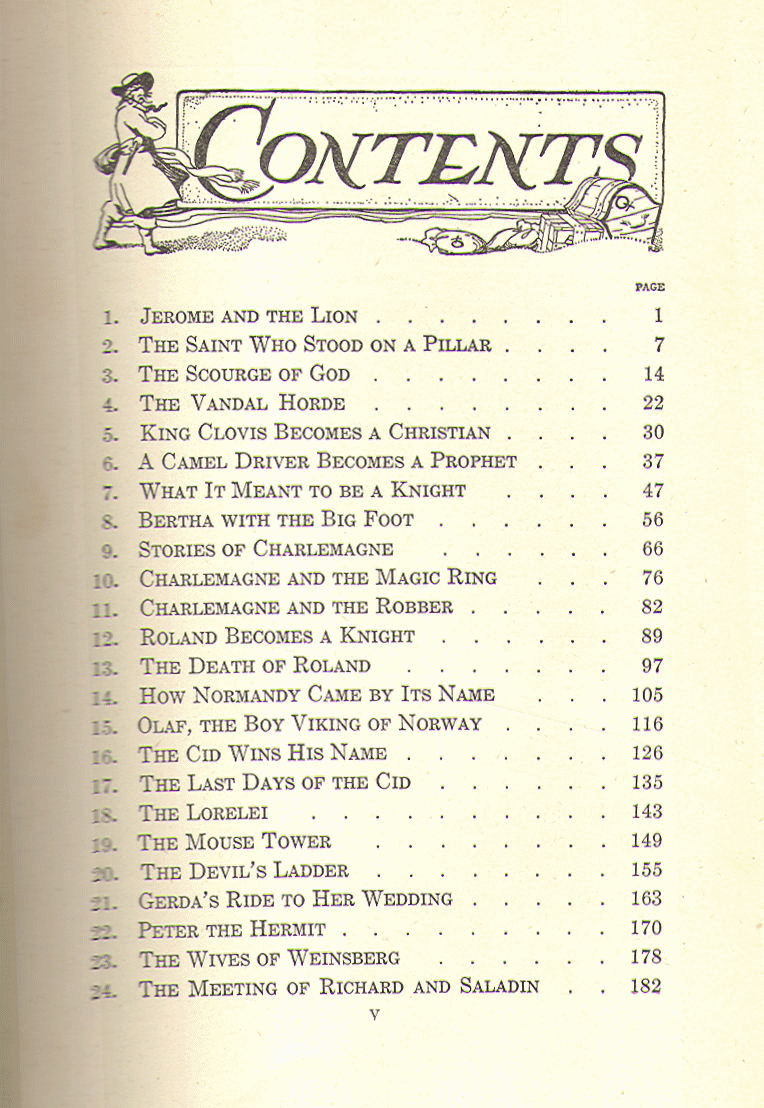 CONTENTS
PAGE
1. JEROME AND THE LION . . . . . . . . 1
2. THE SAINT WHO STOOD ON A PILLAR . . . . 7
3. THE SCOURGE OF GOD . . . . . . . . 14
4. THE VANDAL HORDE . . . . . . . . 22
5. KING CLOVIS BECOMES A CHRISTIAN . . . . 30
6. A CAMEL DRIVER BECOMES A PROPHET . . . 37
7. WHAT IT MEANT TO BE A KNIGHT . . . . 47
8. BERTHA WITH THE BIG FOOT . . . . . . 56
9. STORIES OF CHARLEMAGNE . . . . . . 66
10. CHARLEMAGNE AND THE MAGIC RING . . . 76
11. CHARLEMAGNE AND THE ROBBER . . . . . 82
12. ROLAND BECOMES A KNIGHT . . . . . . 89
13. THE DEATH OF ROLAND . . . . . . . 97
14. HOW NORMANDY CAME BY ITS NAME . . . 105
15. OLAF, THE BOY VIKING OF NORWAY . . . . 116
16. THE CID WINS HIS NAME . . . . . . . 126
17. THE LAST DAYS OF THE CID . . . . . . 135
18. THE LORELEI . . . . . . . . . . 143
19. THE MOUSE TOWER . . . . . . . . 149
20. THE DEVIL'S LADDER . . . . . . . . 155
21. GERDA'S RIDE TO HER WEDDING . . . . . 163
22. PETER THE HERMIT . . . . . . . . . 170
23. THE WIVES OF WEINSBERG . . . . . . 178
24. THE MEETING OF RICHARD AND SALADIN . . 182
V